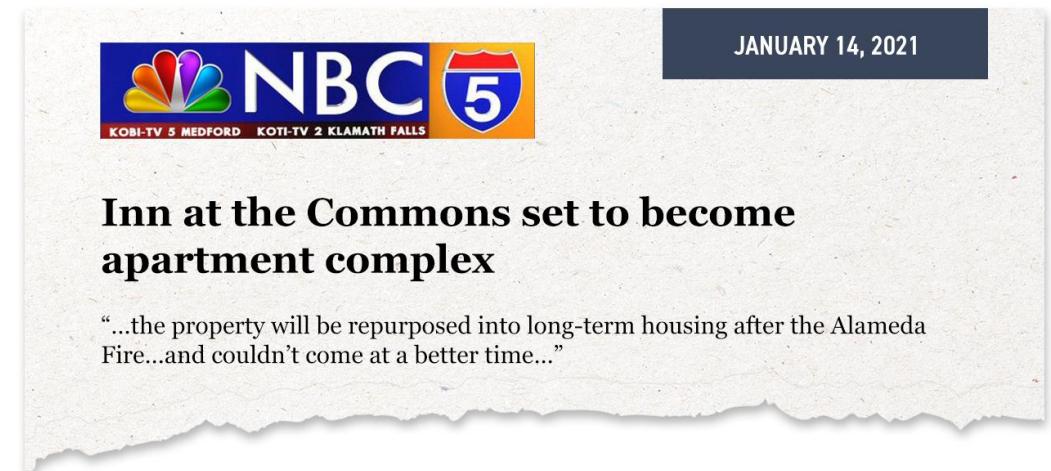 JANUARY 14, 2021
NBC 5
KOBI-TV 5 MEDFORD KOTI-TV 2 KLAMATH FALLS
Inn at the Commons set to become
apartment complex
“...the property will be repurposed into long-term housing after the Alameda
Fire...and couldn’t come at a better time...”